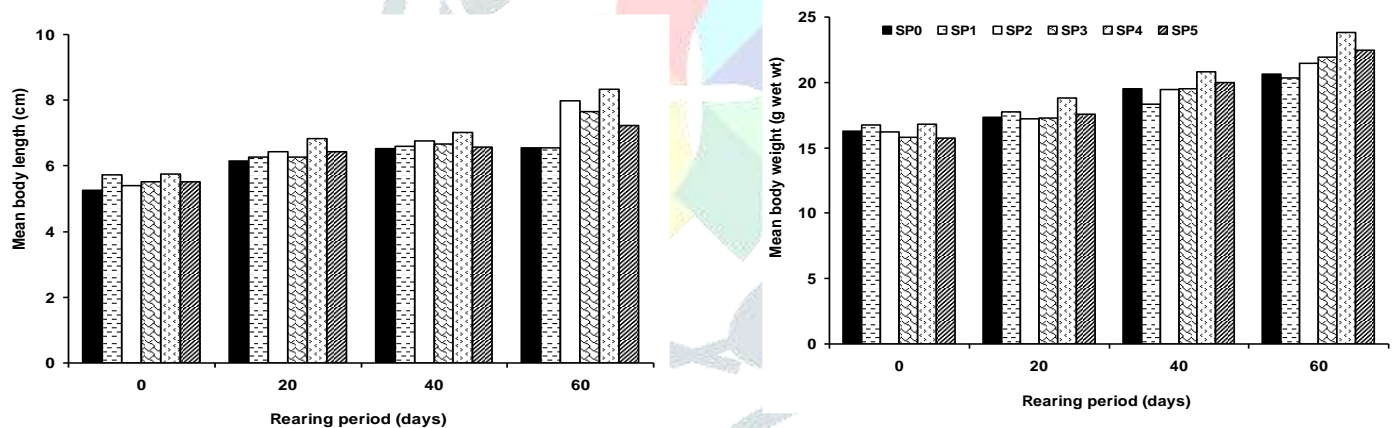 10
8
6
4
2
0
Mean body length (cm)
0 20 40 60
Rearing period (days)
25
20
15
10
5
0
Mean body weight (g wet wt)
SP0 SP1 SP2 SP3 SP4 SP5
0 20 40 60
Rearing period (days)